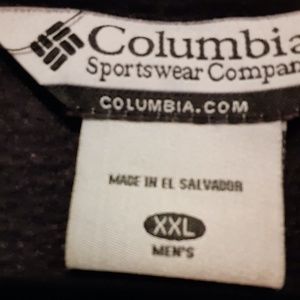 Columbia
Sportswear Compan
COLUMBIA.COM
MADE IN EL SALVADOR
XXL
MEN'S